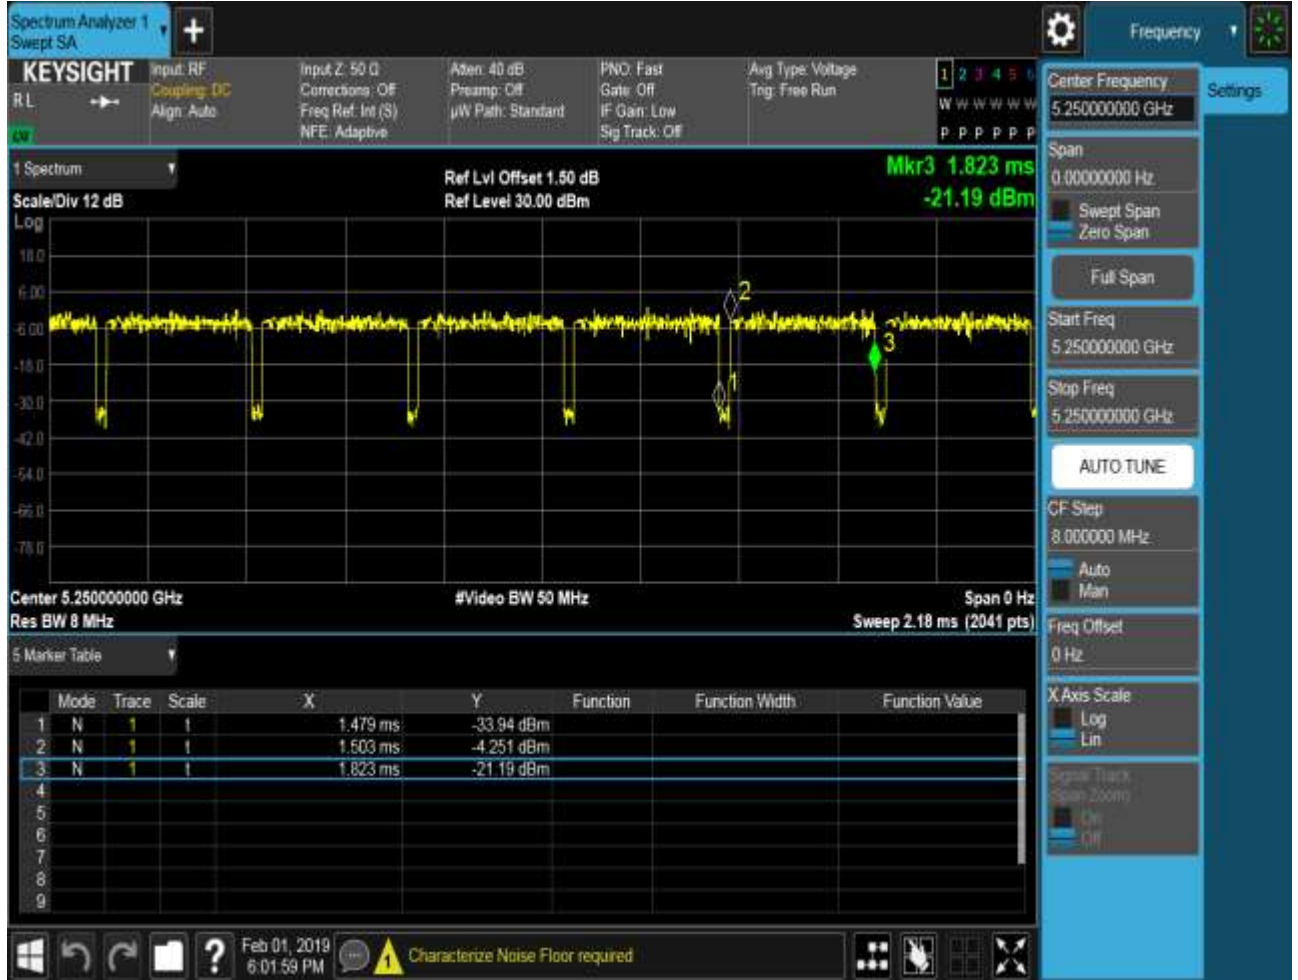 Spectrum Analyzer 1
Swept SA
Frequency
KEYSIGHT
RL
Input: RF
Coupling: DC
Align: Auto
Input Z: 50 Ω
Corrections: Off
Freq Ref: Int (S)
NFE: Adaptive
Atten: 40 dB
Preamp: Off
µW Path: Standard
PNO: Fast
Gate: Off
IF Gain: Low
Sig Track: Off
Avg Type: Voltage
Trig: Free Run
1 2 3 4 5 6
W W W W W W
P P P P P P
1 Spectrum
Scale/Div 12 dB
Ref Lvl Offset 1.50 dB
Ref Level 30.00 dBm
Mkr3 1.823 ms
-21.19 dBm
Log
18.0
6.00
-6.00
-18.0
-30.0
-42.0
-54.0
-66.0
-78.0
1
2
3
Center 5.250000000 GHz
Res BW 8 MHz
#Video BW 50 MHz
Span 0 Hz
Sweep 2.18 ms (2041 pts)
5 Marker Table
Mode Trace Scale X Y Function Function Width Function Value
1 N 1 t 1.479 ms -33.94 dBm
2 N 1 t 1.503 ms -4.251 dBm
3 N 1 t 1.823 ms -21.19 dBm
4
5
6
7
8
9
Feb 01, 2019
6:01:59 PM
1
Characterize Noise Floor required
Settings
Center Frequency
5.250000000 GHz
Span
0.00000000 Hz
Swept Span
Zero Span
Full Span
Start Freq
5.250000000 GHz
Stop Freq
5.250000000 GHz
AUTO TUNE
CF Step
8.000000 MHz
Auto
Man
Freq Offset
0 Hz
X Axis Scale
Log
Lin
Signal Track
(Span Zoom)
On
Off